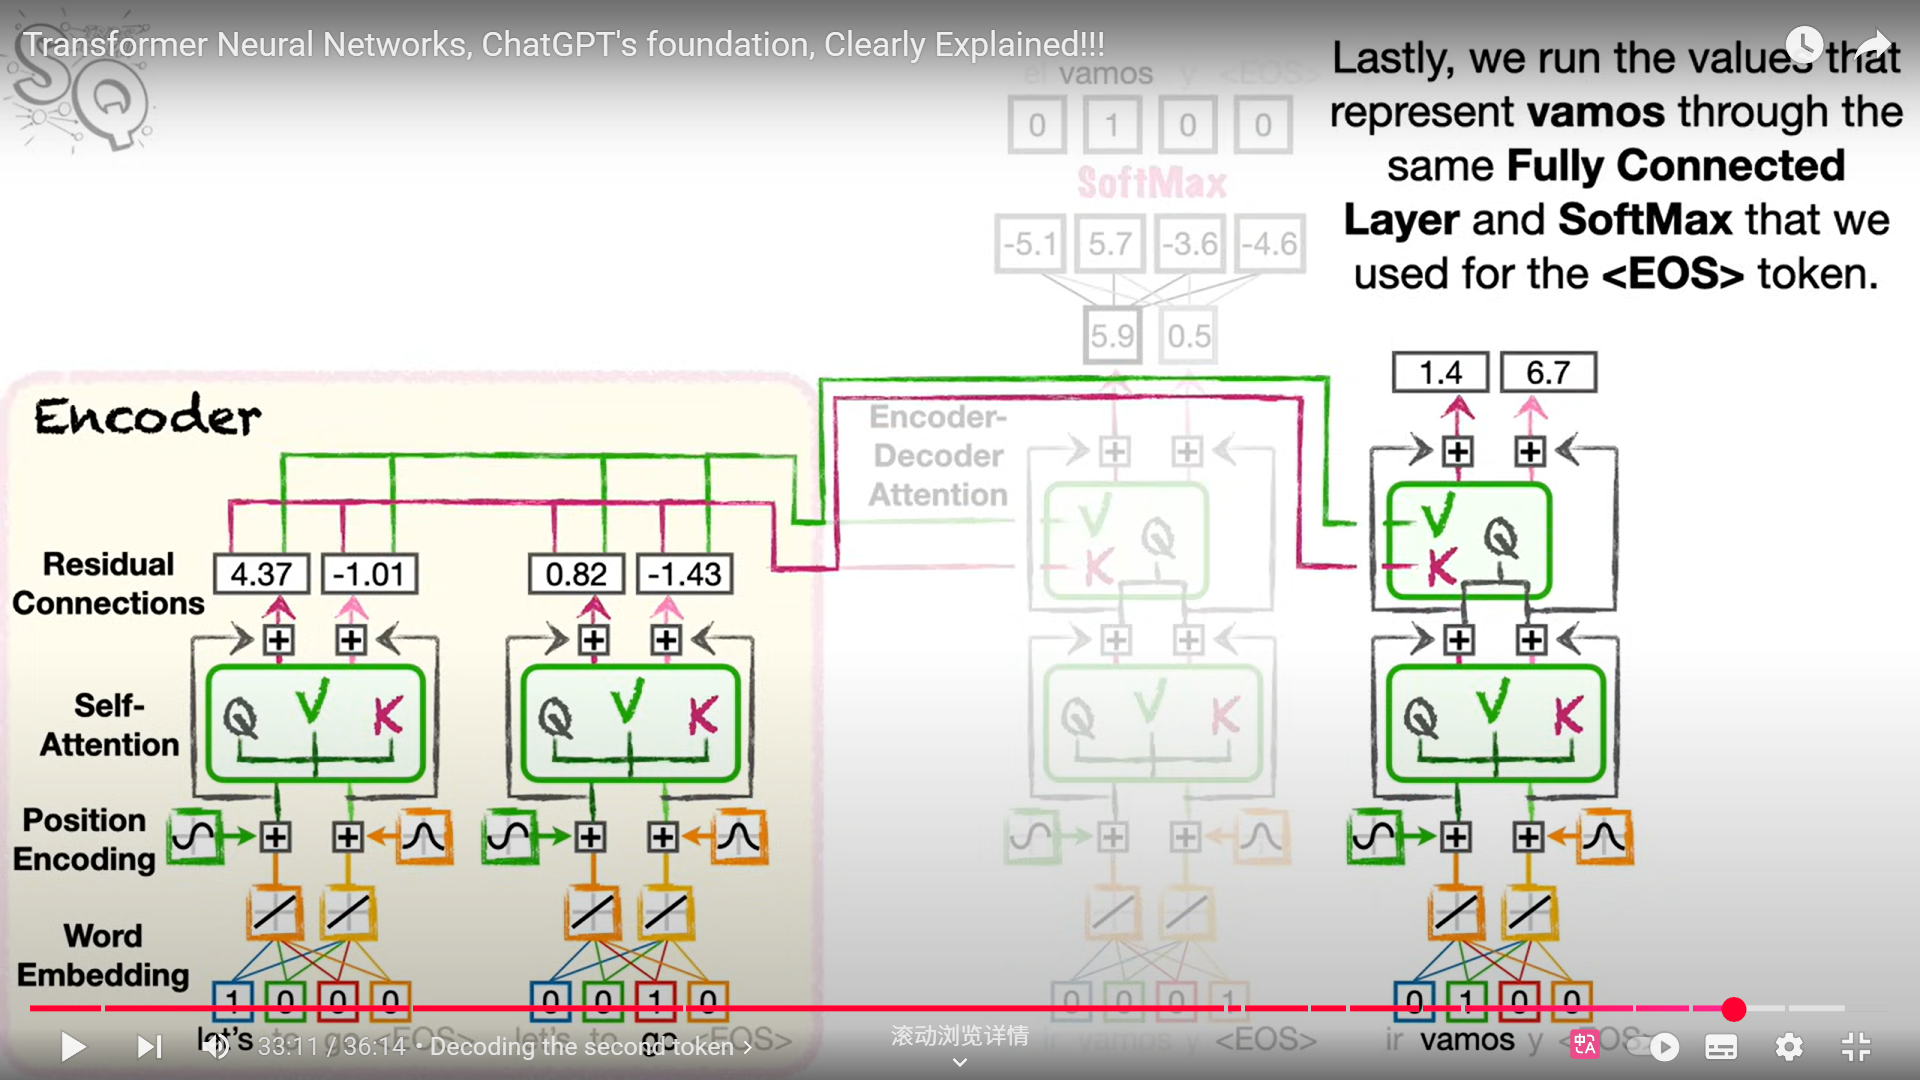 Transformer Neural Networks, ChatGPT's foundation, Clearly Explained!!!
SQ
Lastly, we run the values that
represent vamos through the
same Fully Connected
Layer and SoftMax that we
used for the <EOS> token.
vamos y <EOS>
0 1 0 0
SoftMax
-5.1 5.7 -3.6 -4.6
5.9 0.5
1.4 6.7
Encoder
Encoder-
Decoder
Attention
+ + + +
V K Q
V K Q
Residual
Connections
4.37 -1.01 0.82 -1.43
+ + + + + + + +
Self-
Attention
Q V K
Q V K
Q V K
Q V K
Position
Encoding
+ + + + + + + +
Word
Embedding
1 0 0 0
0 0 1 0
0 0 0 1
0 1 0 0
let's to go <EOS>
let's to go <EOS>
ir vamos y <EOS>
ir vamos y <EOS>
33:11 / 36:14 • Decoding the second token >
滚动浏览详情
中A